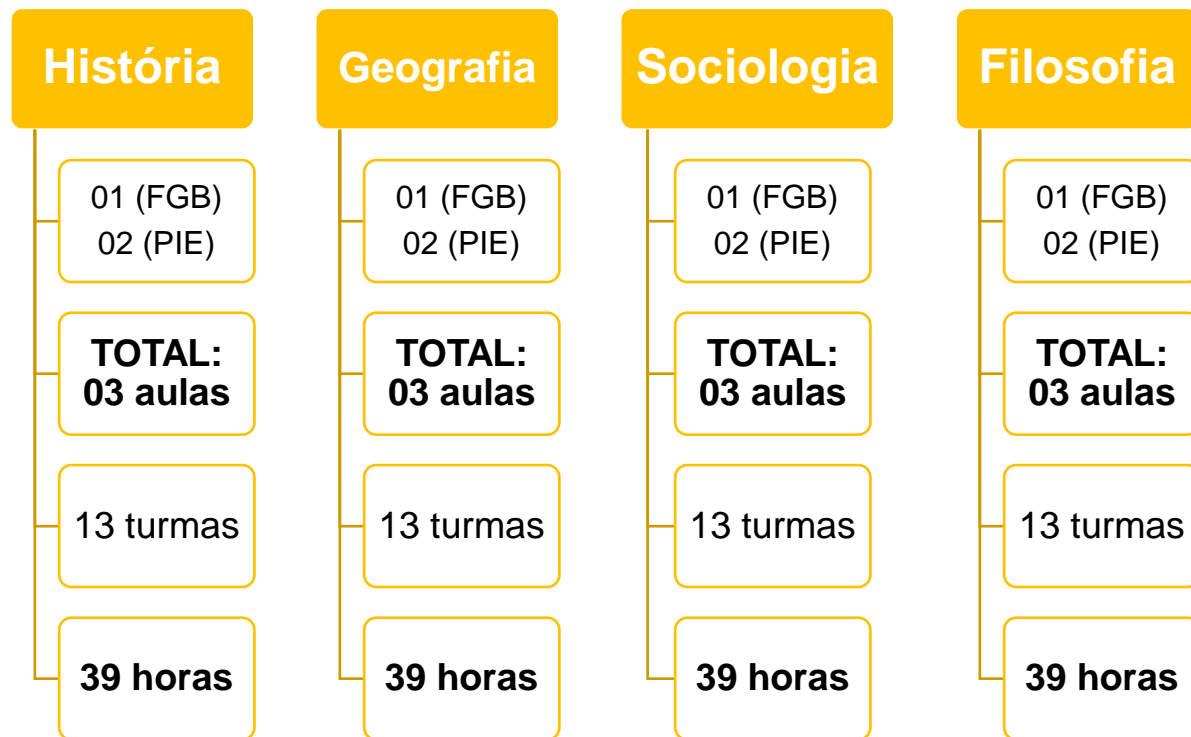 História
01 (FGB)
02 (PIE)
TOTAL:
03 aulas
13 turmas
39 horas
Geografia
01 (FGB)
02 (PIE)
TOTAL:
03 aulas
13 turmas
39 horas
Sociologia
01 (FGB)
02 (PIE)
TOTAL:
03 aulas
13 turmas
39 horas
Filosofia
01 (FGB)
02 (PIE)
TOTAL:
03 aulas
13 turmas
39 horas